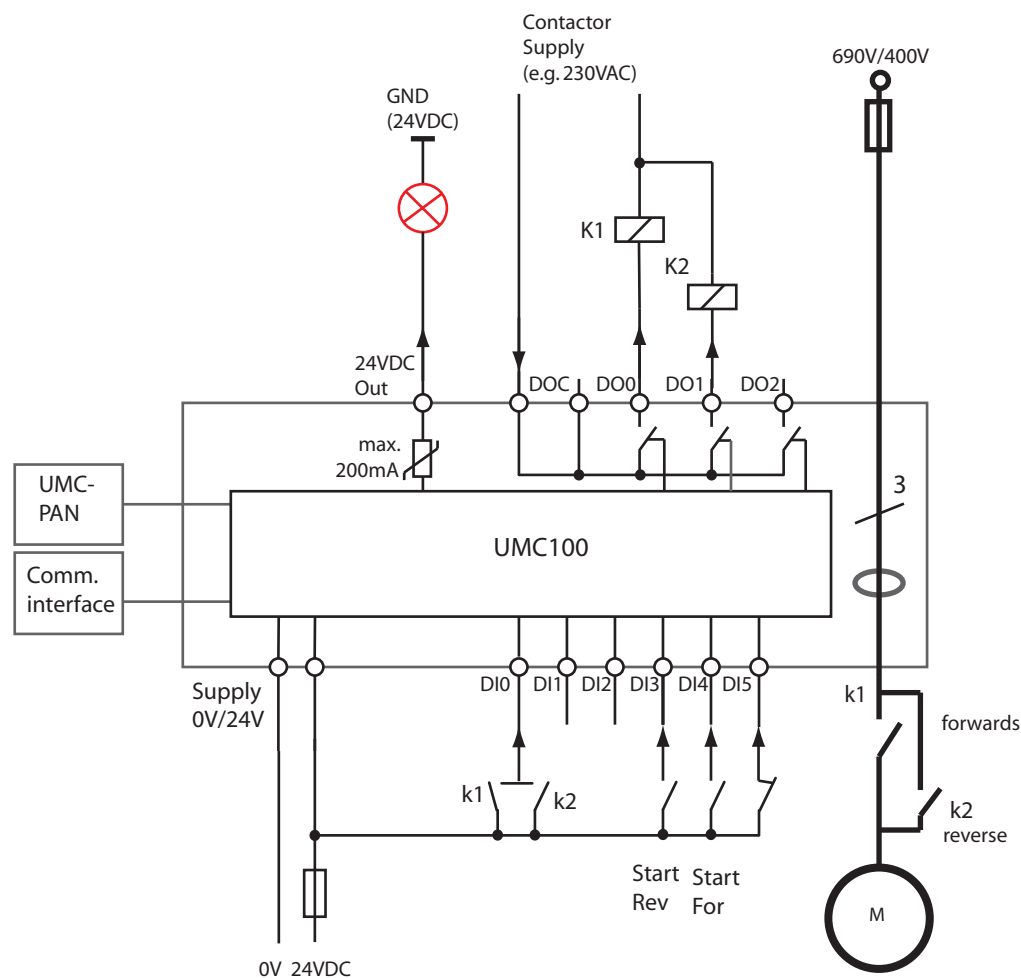 Contactor
Supply
(e.g. 230VAC)
690V/400V
GND
(24VDC)
K1
K2
24VDC
Out
DOC
DO0
DO1
DO2
max.
200mA
UMC-
PAN
3
UMC100
Comm.
interface
Supply
0V/24V
DI0
DI1
DI2
DI3
DI4
DI5
k1
forwards
k1
k2
k2
reverse
Start
Rev
Start
For
M
0V
24VDC